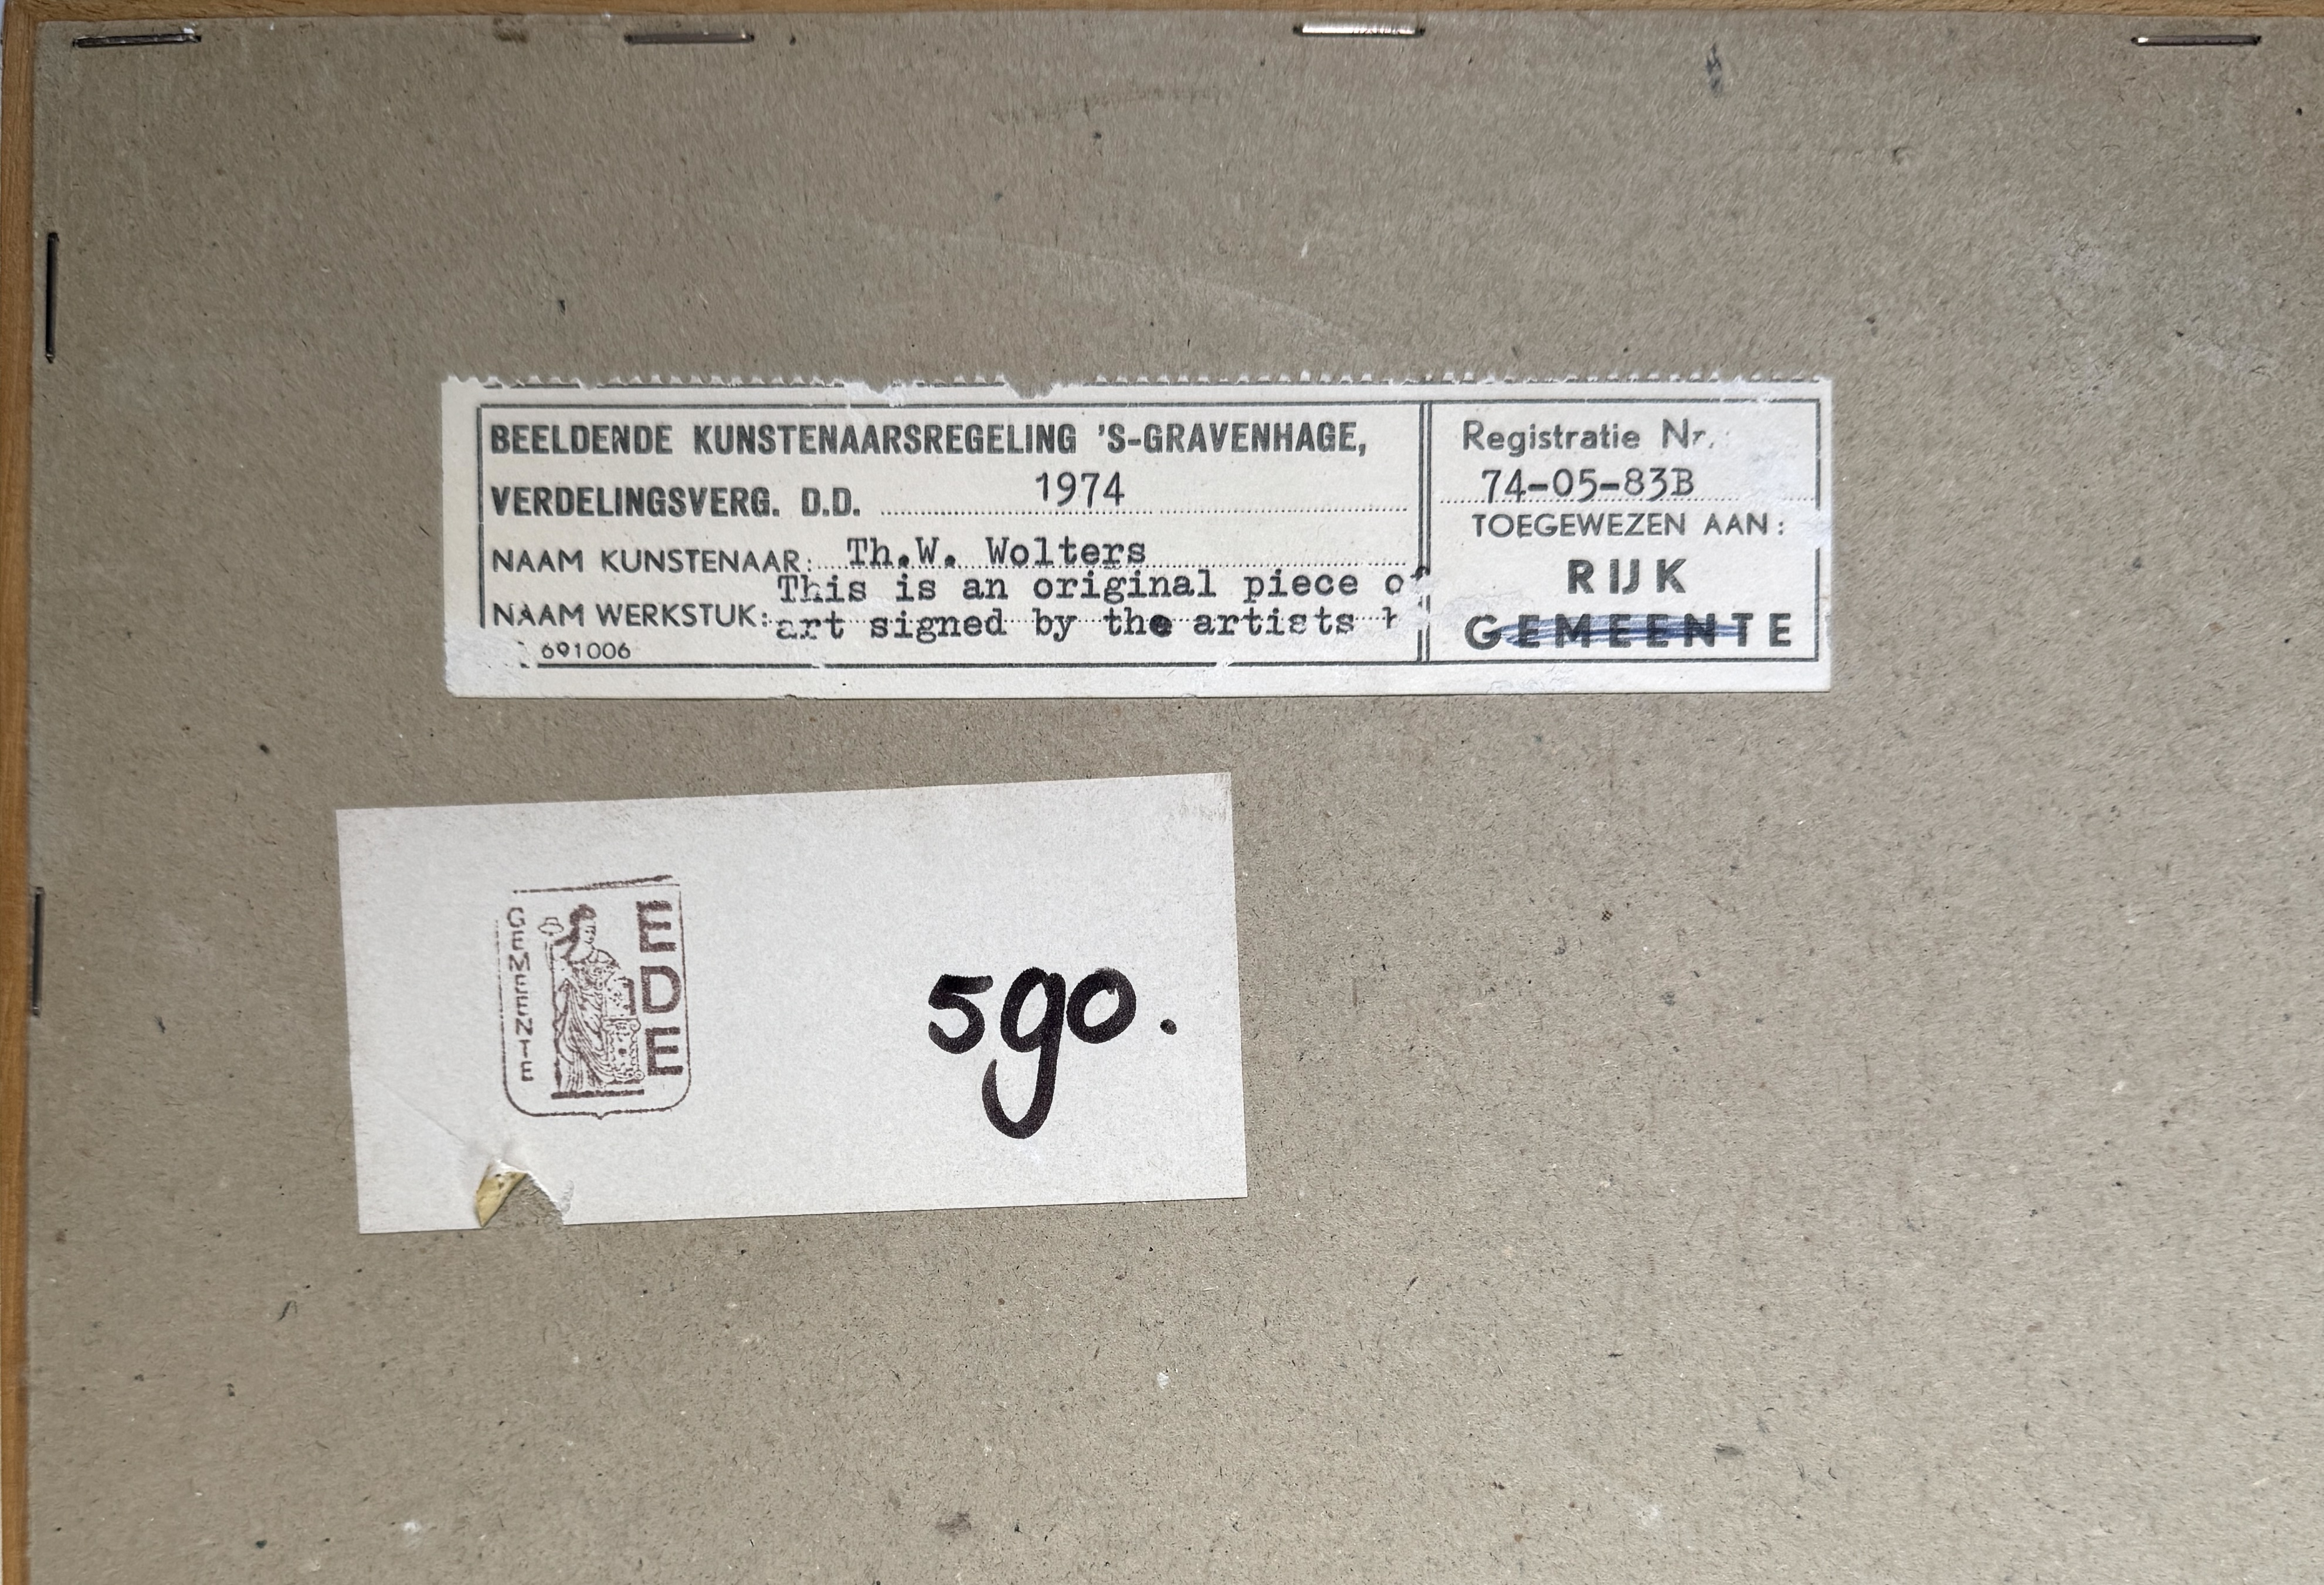 BEELDENDE KUNSTENAARSREGELING 'S-GRAVENHAGE,
VERDELINGSVERG. D.D. 1974
NAAM KUNSTENAAR: Th.W. Wolters
NAAM WERKSTUK: This is an original piece of
art signed by the artists
691006
Registratie Nr.
74-05-83B
TOEGEWEZEN AAN:
RIJK
GEMEENTE
GEMEENTE
EDE
590.